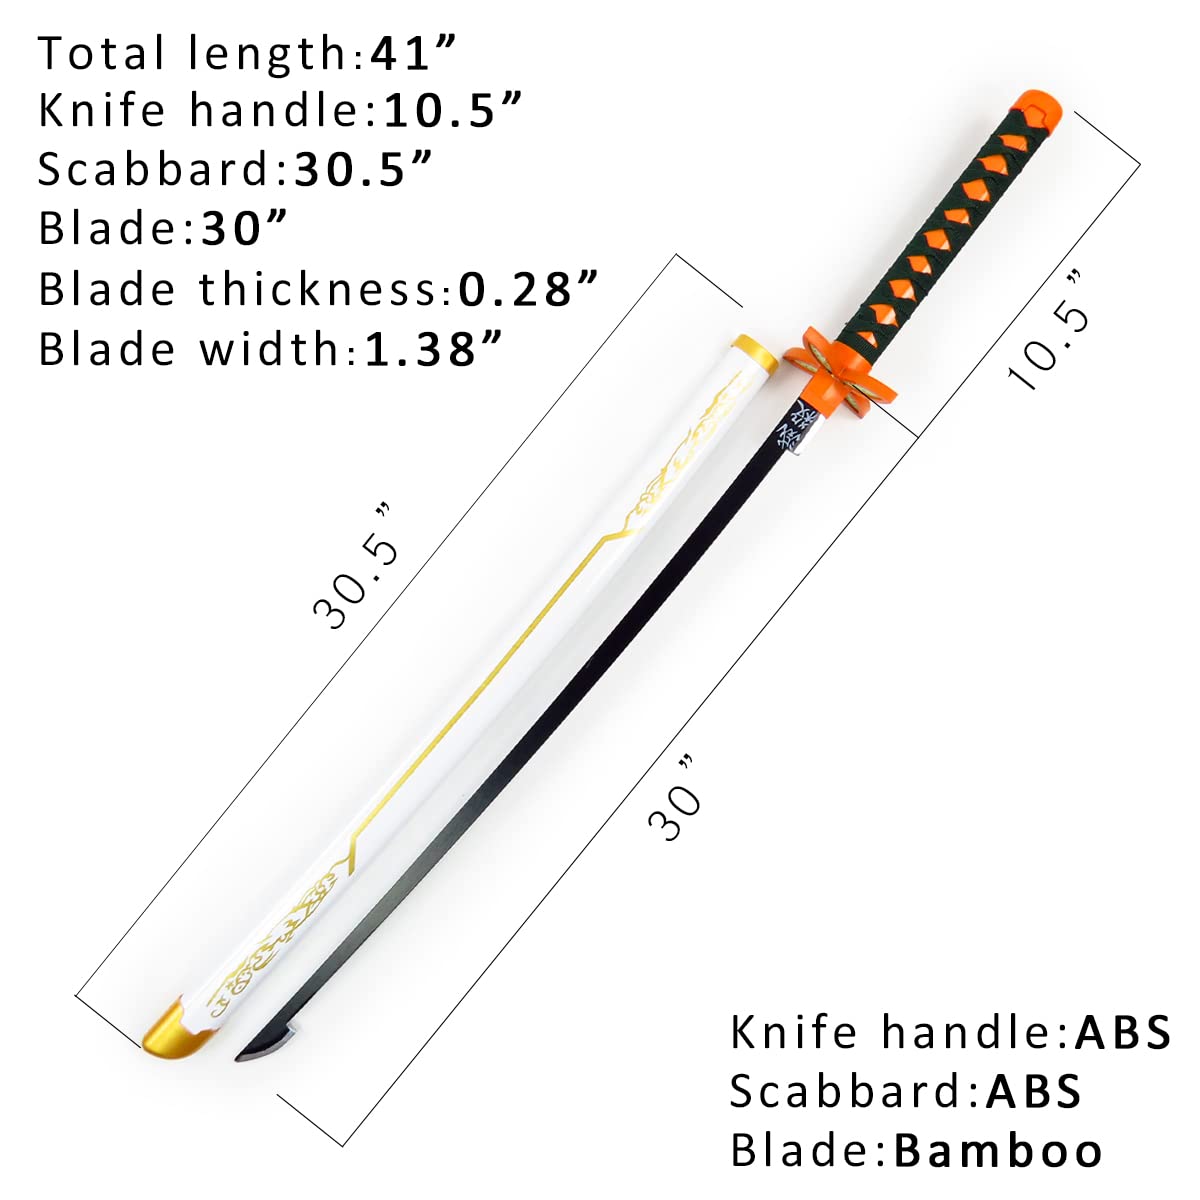 Total length:41”
Knife handle:10.5”
Scabbard:30.5”
Blade:30”
Blade thickness:0.28”
Blade width:1.38”
10.5”
30.5”
30”
Knife handle:ABS
Scabbard:ABS
Blade:Bamboo